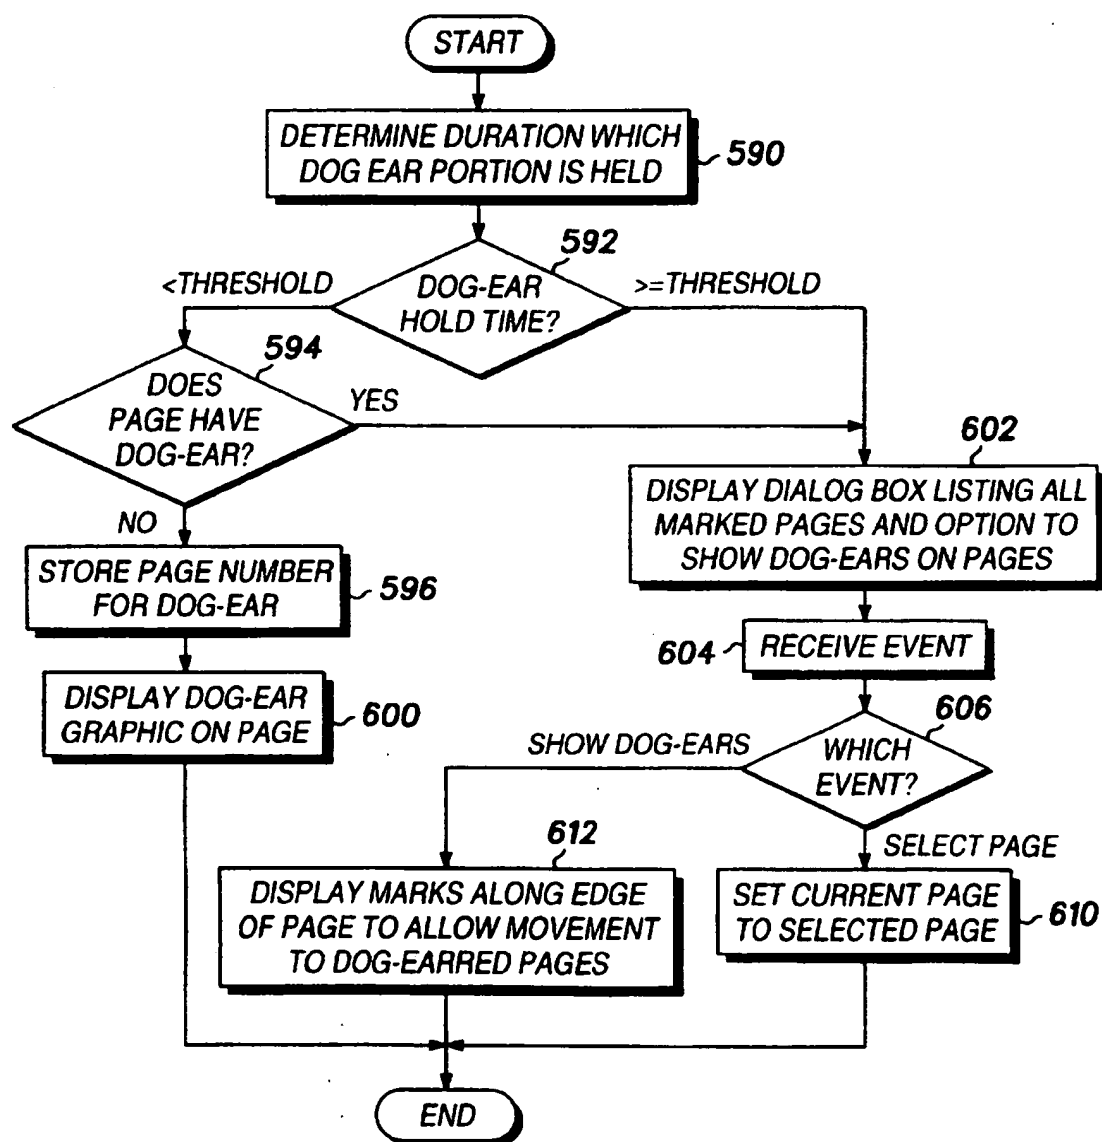 START
DETERMINE DURATION WHICH
DOG EAR PORTION IS HELD
590
592
<THRESHOLD
DOG-EAR
HOLD TIME?
>=THRESHOLD
594
DOES
PAGE HAVE
DOG-EAR?
YES
NO
602
DISPLAY DIALOG BOX LISTING ALL
MARKED PAGES AND OPTION TO
SHOW DOG-EARS ON PAGES
STORE PAGE NUMBER
FOR DOG-EAR
596
604
RECEIVE EVENT
DISPLAY DOG-EAR
GRAPHIC ON PAGE
600
606
SHOW DOG-EARS
WHICH
EVENT?
SELECT PAGE
612
DISPLAY MARKS ALONG EDGE
OF PAGE TO ALLOW MOVEMENT
TO DOG-EARRED PAGES
SET CURRENT PAGE
TO SELECTED PAGE
610
END